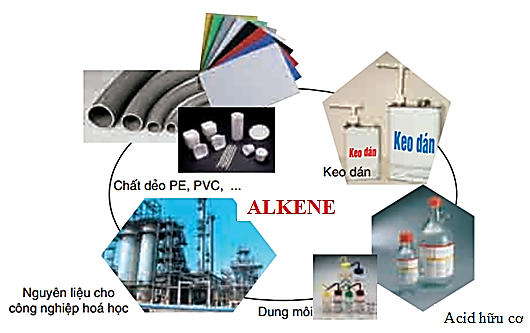 Keo dán
Keo dán
Chất dẻo PE, PVC, ...
Keo dán
ALKENE
Nguyên liệu cho
công nghiệp hoá học
Dung môi
Acid hữu cơ